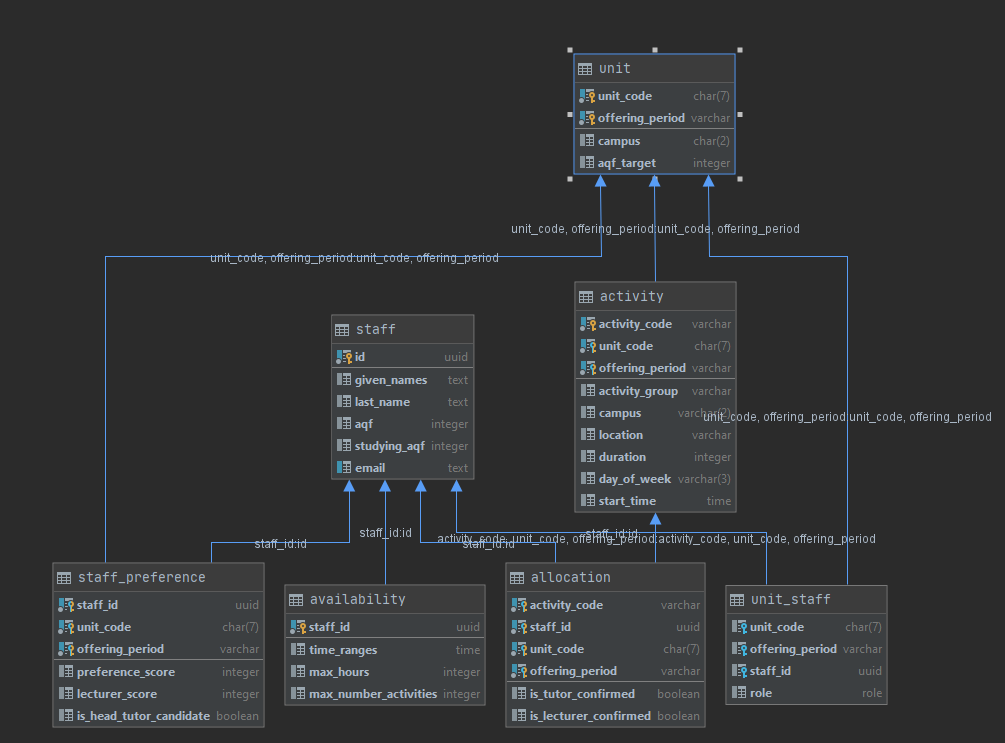 unit
unit_code char(7)
offering_period varchar
campus char(2)
aqf_target integer
unit_code, offering_period:unit_code, offering_period
unit_code, offering_period:unit_code, offering_period
activity
activity_code varchar
unit_code char(7)
offering_period varchar
activity_group varchar
campus varchar(2)
location varchar
duration integer
day_of_week varchar(3)
start_time time
unit_code, offering_period:unit_code, offering_period
staff
id uuid
given_names text
last_name text
aqf integer
studying_aqf integer
email text
staff_id:id
staff_id:id
staff_id:id
staff_id:id
activity_code, unit_code, offering_period:activity_code, unit_code, offering_period
staff_preference
staff_id uuid
unit_code char(7)
offering_period varchar
preference_score integer
lecturer_score integer
is_head_tutor_candidate boolean
availability
staff_id uuid
time_ranges time
max_hours integer
max_number_activities integer
allocation
activity_code varchar
staff_id uuid
unit_code char(7)
offering_period varchar
is_tutor_confirmed boolean
is_lecturer_confirmed boolean
unit_staff
unit_code char(7)
offering_period varchar
staff_id uuid
role role